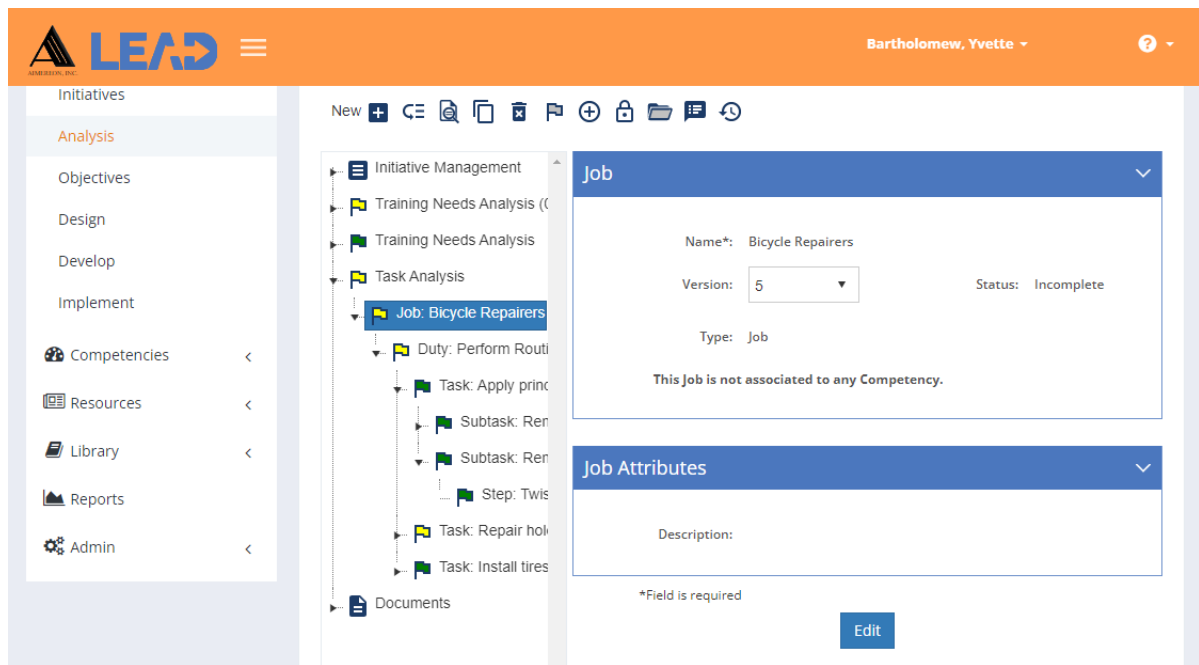 AIMEREON, INC.
LEAD
Bartholomew, Yvette
?
Initiatives
Analysis
Objectives
Design
Develop
Implement
Competencies
Resources
Library
Reports
Admin
New
Initiative Management
Training Needs Analysis (
Training Needs Analysis
Task Analysis
Job: Bicycle Repairers
Duty: Perform Routi
Task: Apply princ
Subtask: Ren
Subtask: Ren
Step: Twis
Task: Repair hol
Task: Install tires
Documents
Job
Name*: Bicycle Repairers
Version: 5 Status: Incomplete
Type: Job
This Job is not associated to any Competency.
Job Attributes
Description:
*Field is required
Edit